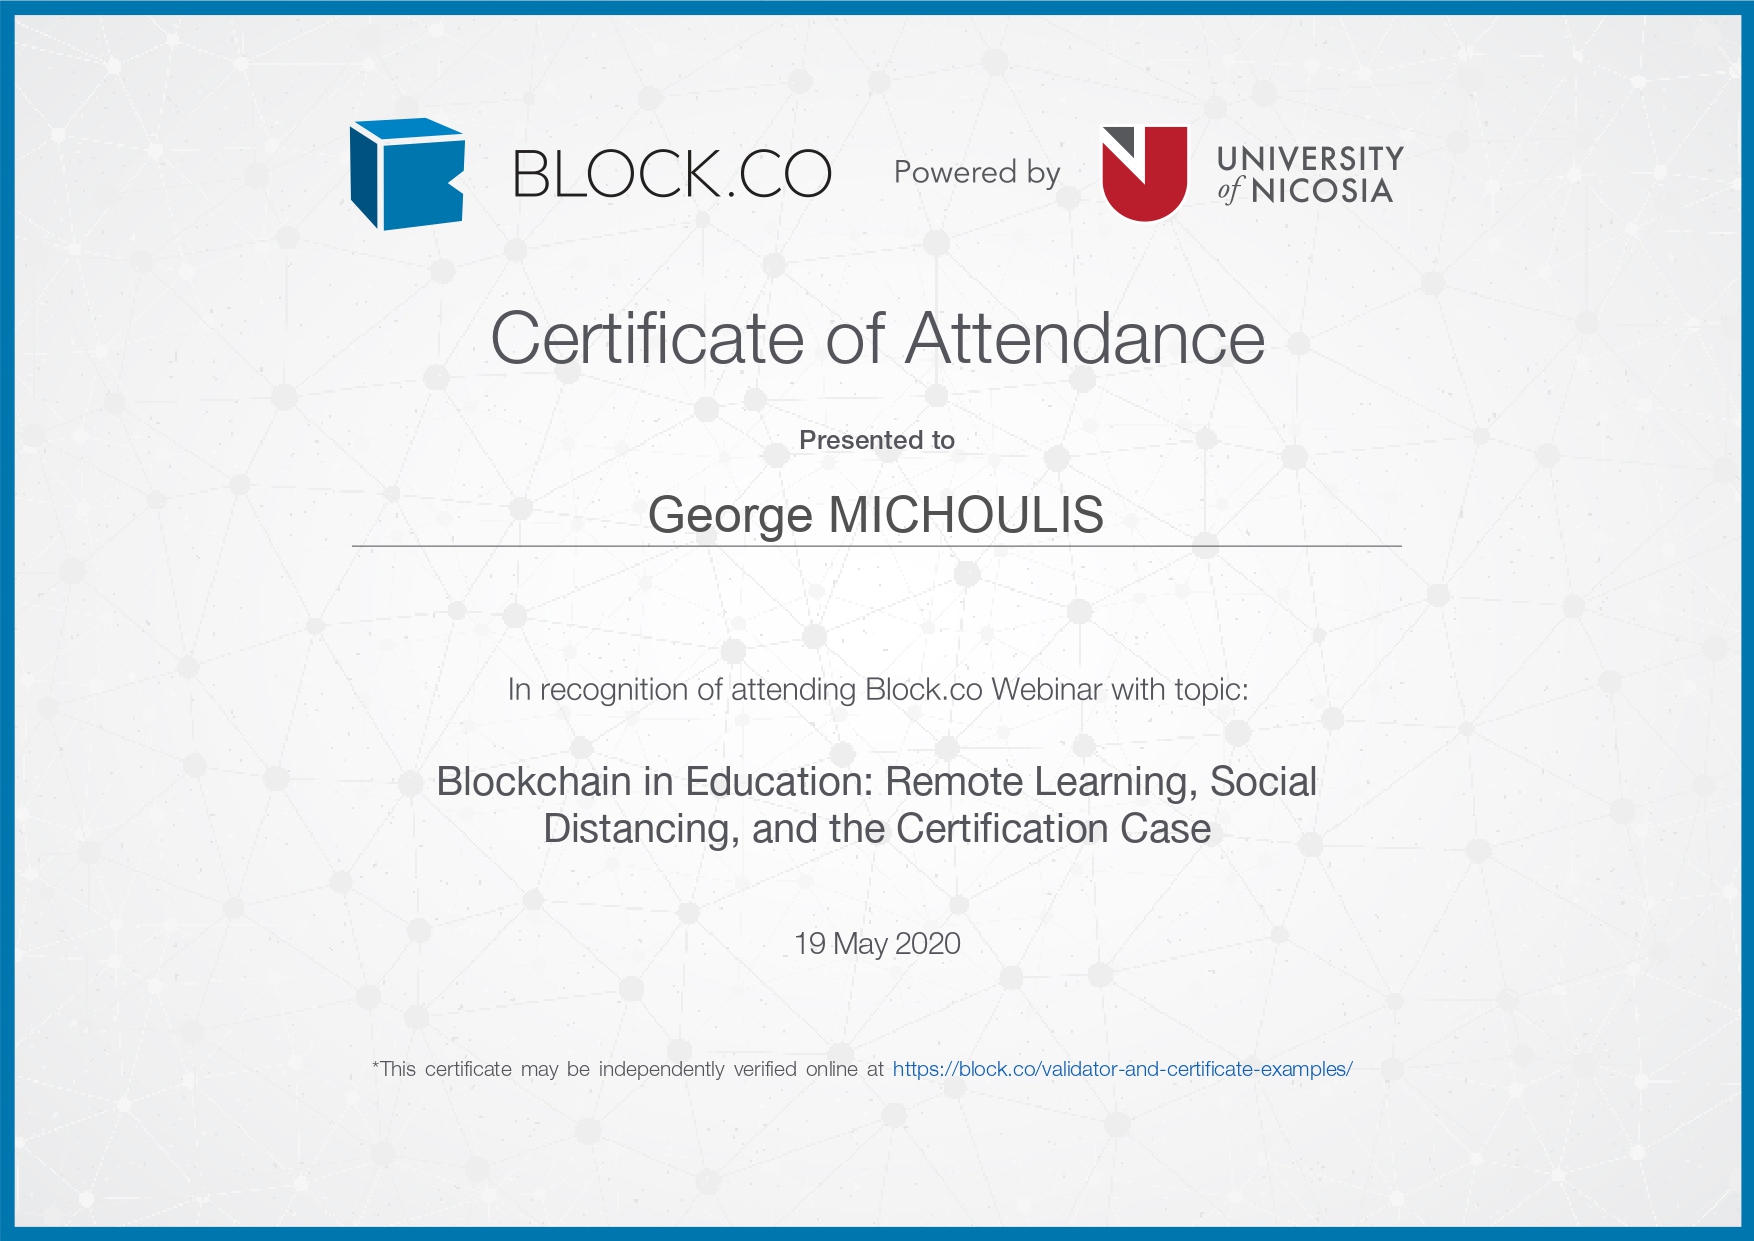 BLOCK.CO Powered by UNIVERSITY of NICOSIA
Certificate of Attendance
Presented to
George MICHOULIS
In recognition of attending Block.co Webinar with topic:
Blockchain in Education: Remote Learning, Social
Distancing, and the Certification Case
19 May 2020
*This certificate may be independently verified online at https://block.co/validator-and-certificate-examples/